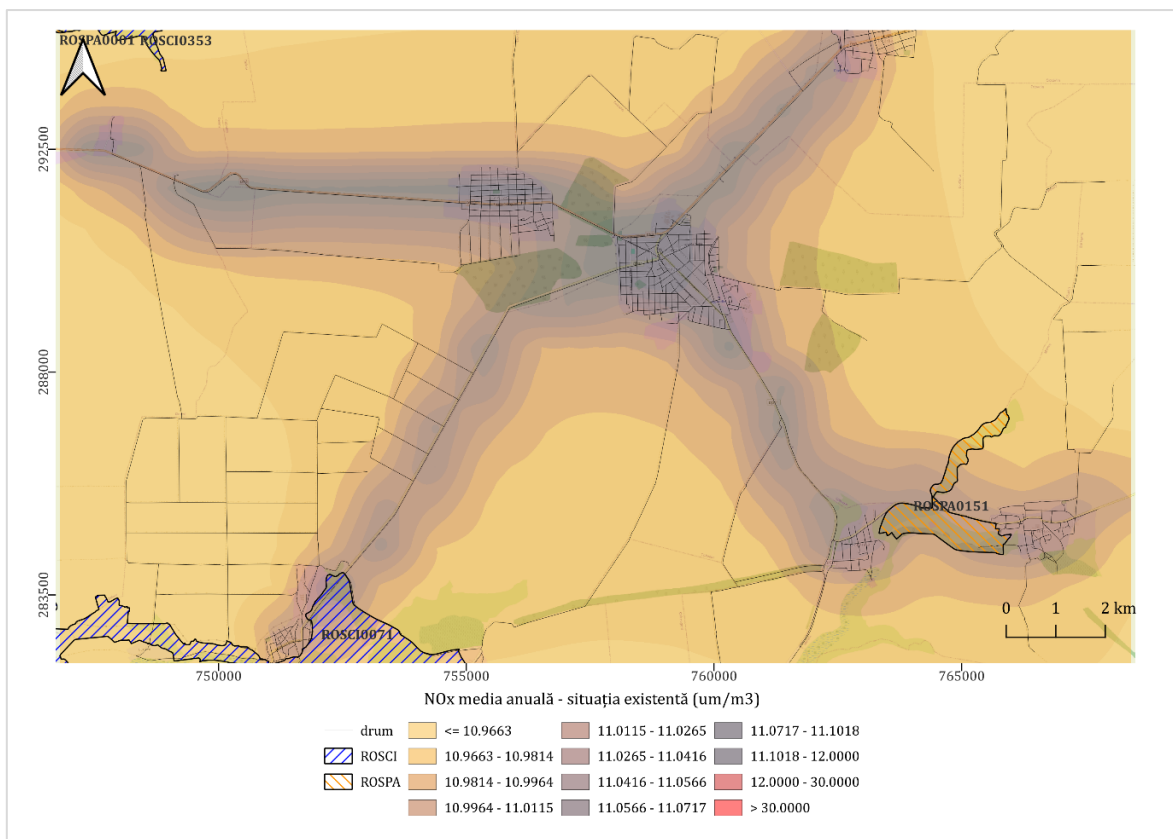 ROSPA0001 ROSCI0353
292500
288000
ROSPA0151
283500
0 1 2 km
ROSCI0071
750000 755000 760000 765000
NOx media anuală - situația existentă (um/m3)
drum <= 10.9663 11.0115 - 11.0265 11.0717 - 11.1018
ROSCI 10.9663 - 10.9814 11.0265 - 11.0416 11.1018 - 12.0000
ROSPA 10.9814 - 10.9964 11.0416 - 11.0566 12.0000 - 30.0000
10.9964 - 11.0115 11.0566 - 11.0717 > 30.0000